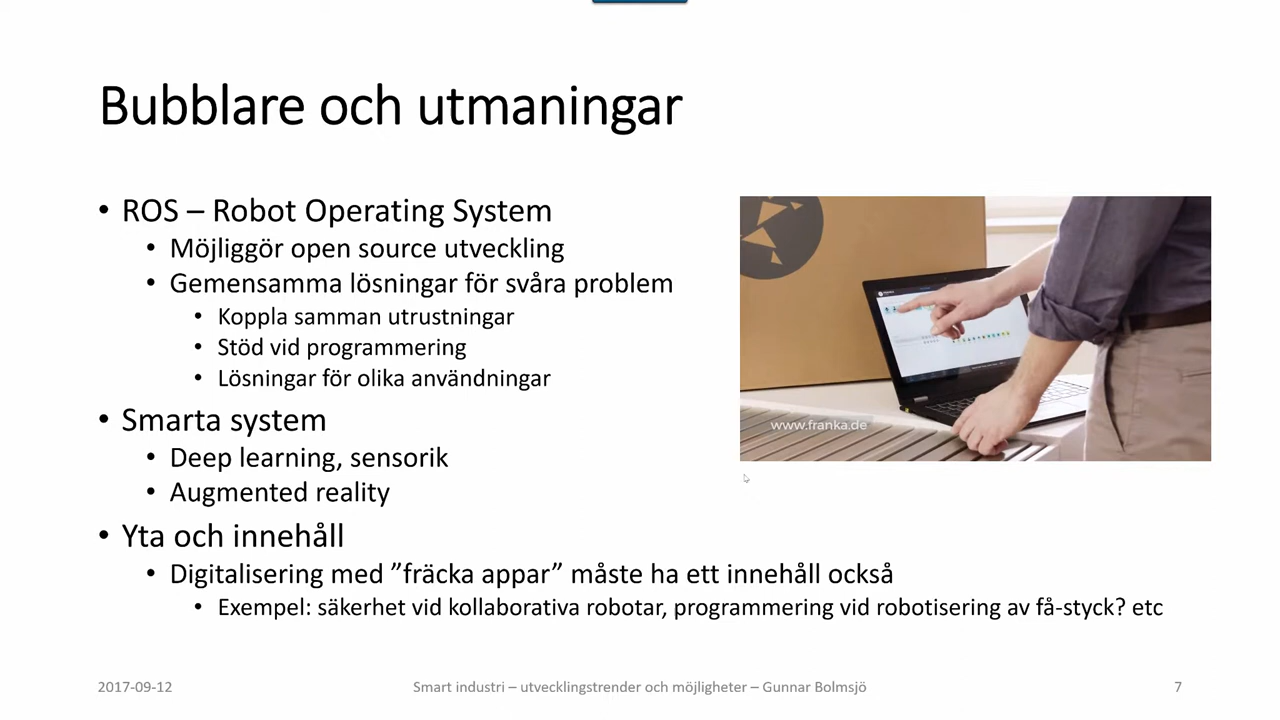 Bubblare och utmaningar
• ROS – Robot Operating System
• Möjliggör open source utveckling
• Gemensamma lösningar för svåra problem
• Koppla samman utrustningar
• Stöd vid programmering
• Lösningar för olika användningar
• Smarta system
• Deep learning, sensorik
• Augmented reality
• Yta och innehåll
• Digitalisering med ”fräcka appar” måste ha ett innehåll också
• Exempel: säkerhet vid kollaborativa robotar, programmering vid robotisering av få-styck? etc
www.franka.de
2017-09-12
Smart industri – utvecklingstrender och möjligheter – Gunnar Bolmsjö
7